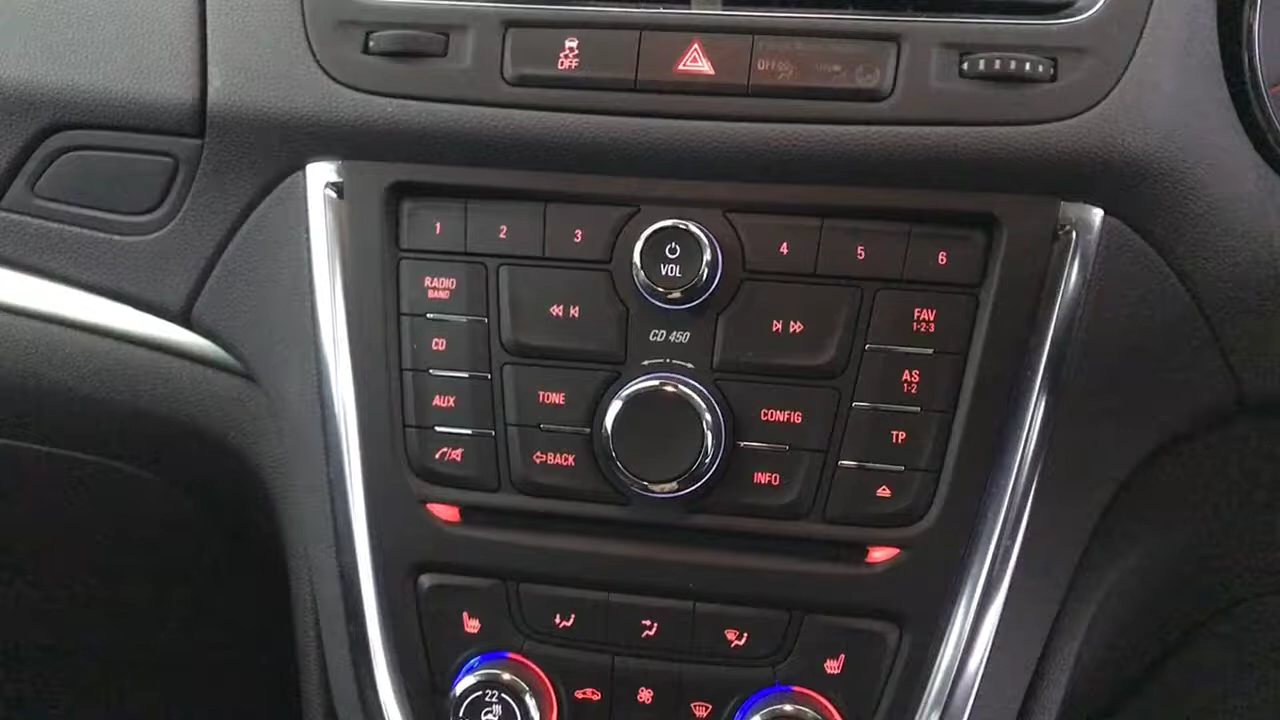 OFF
OFF
1
2
3
VOL
4
5
6
RADIO
BAND
FAV
1-2-3
CD 450
CD
AS
1-2
AUX
TONE
CONFIG
TP
BACK
INFO
22